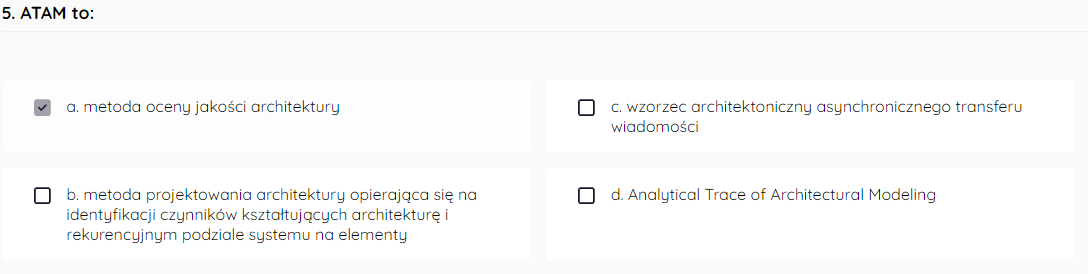 5. ATAM to:
a. metoda oceny jakości architektury
c. wzorzec architektoniczny asynchronicznego transferu
wiadomości
b. metoda projektowania architektury opierająca się na
identyfikacji czynników kształtujących architekturę i
rekurencyjnym podziale systemu na elementy
d. Analytical Trace of Architectural Modeling